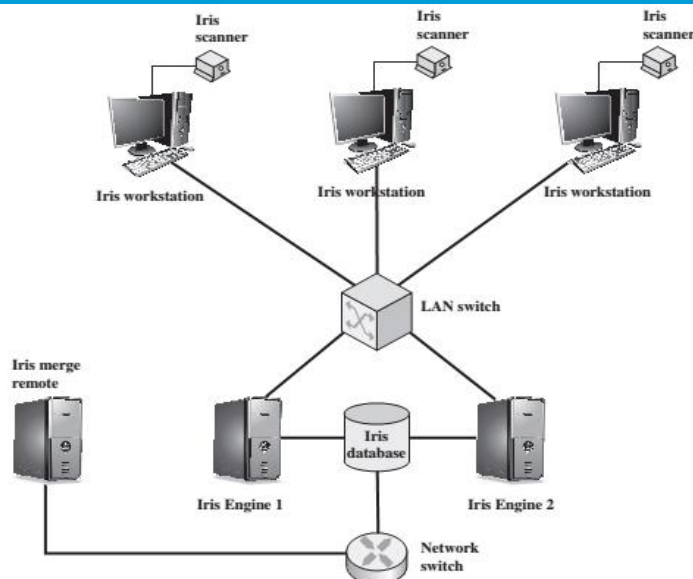 Iris
scanner
Iris
scanner
Iris
scanner
Iris workstation
Iris workstation
Iris workstation
LAN switch
Iris merge
remote
Iris
database
Iris Engine 1
Iris Engine 2
Network
switch